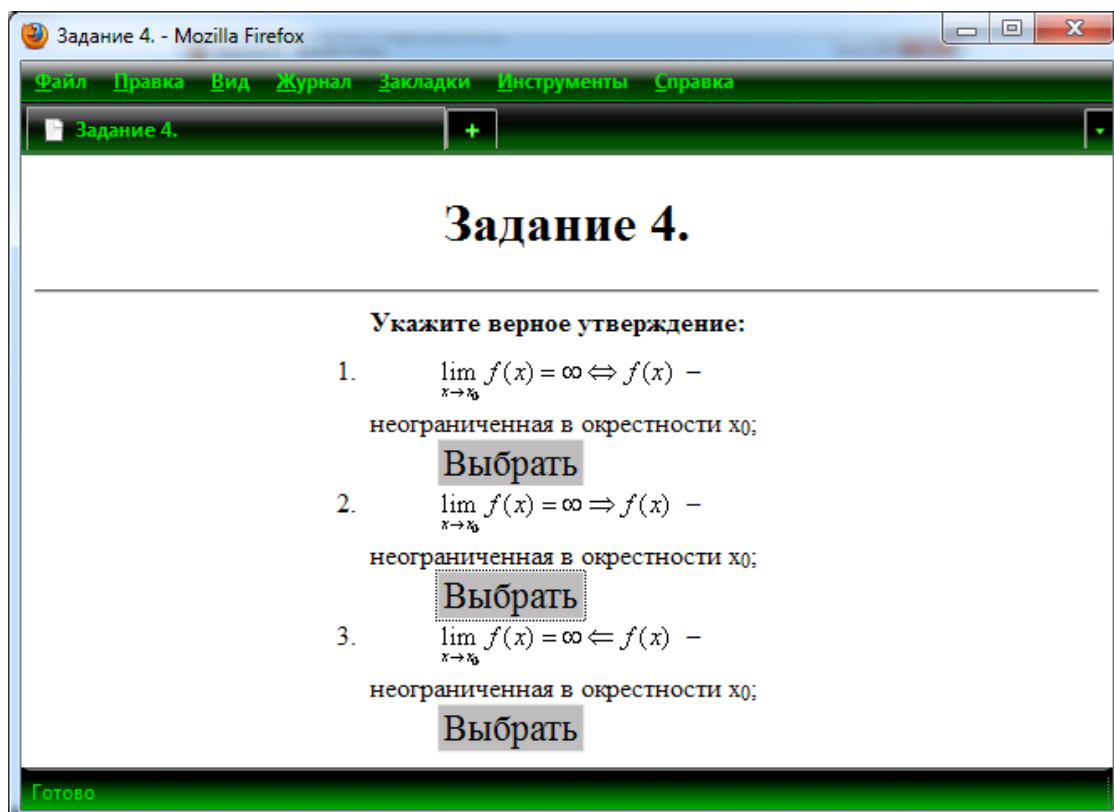 Задание 4. - Mozilla Firefox
Файл Правка Вид Журнал Закладки Инструменты Справка
Задание 4. +
Задание 4.
Укажите верное утверждение:
1. lim f(x) = ∞ ⇔ f(x) –
x→x₀
неограниченная в окрестности x₀;
Выбрать
2. lim f(x) = ∞ ⇒ f(x) –
x→x₀
неограниченная в окрестности x₀;
Выбрать
3. lim f(x) = ∞ ⇐ f(x) –
x→x₀
неограниченная в окрестности x₀;
Выбрать
Готово